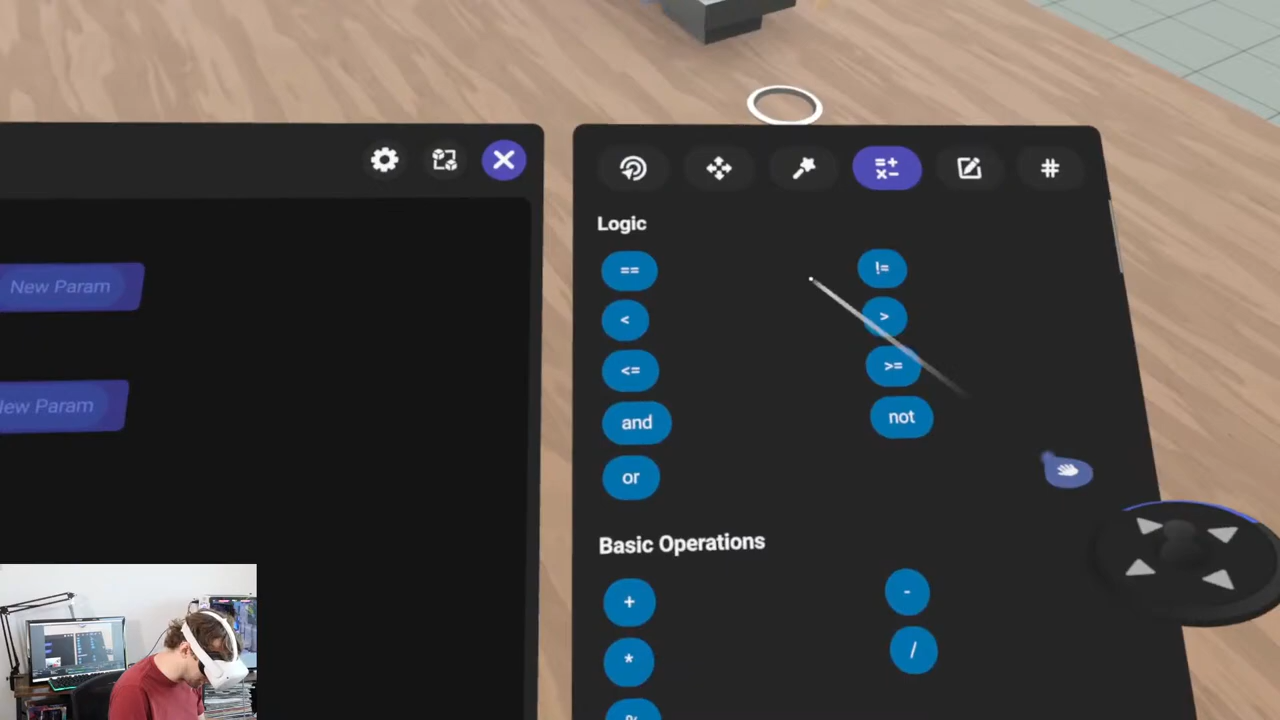 New Param
New Param
Logic
== !=
< >
<= >=
and not
or
Basic Operations
+ -
* /
%